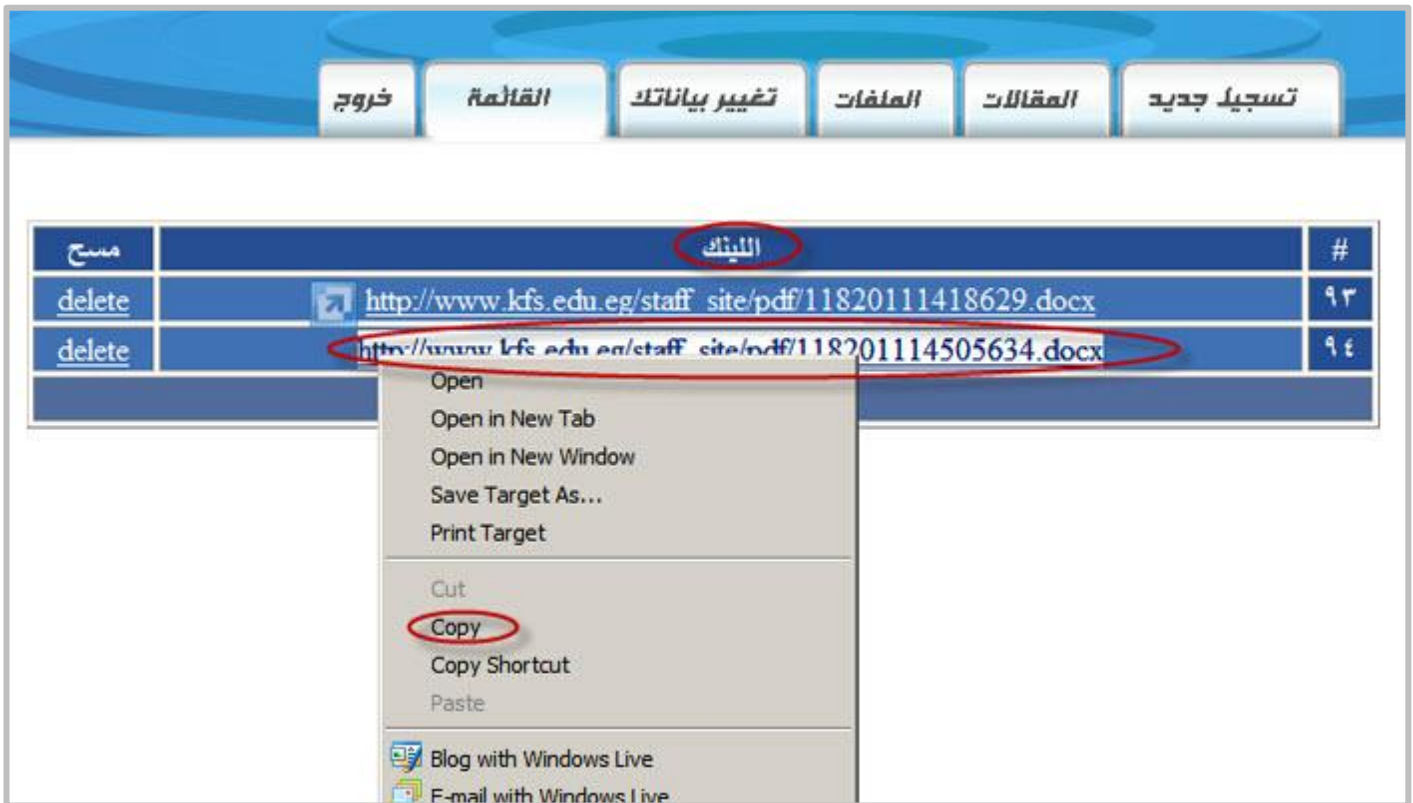 تسجيل جديد	المقالات	الملفات	تغيير بياناتك	القائمة	خروج
#	اللينك	مسح
٩٣	http://www.kfs.edu.eg/staff_site/pdf/11820111418629.docx	delete
٩٤	http://www.kfs.edu.eg/staff_site/pdf/118201114505634.docx	delete
Open
Open in New Tab
Open in New Window
Save Target As...
Print Target
Cut
Copy
Copy Shortcut
Paste
Blog with Windows Live
E-mail with Windows Live